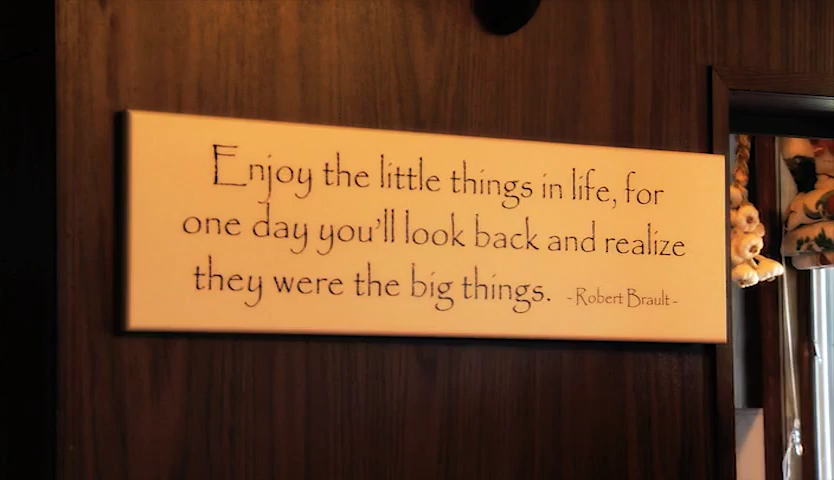 Enjoy the little things in life, for
one day you'll look back and realize
they were the big things. -Robert Brault-